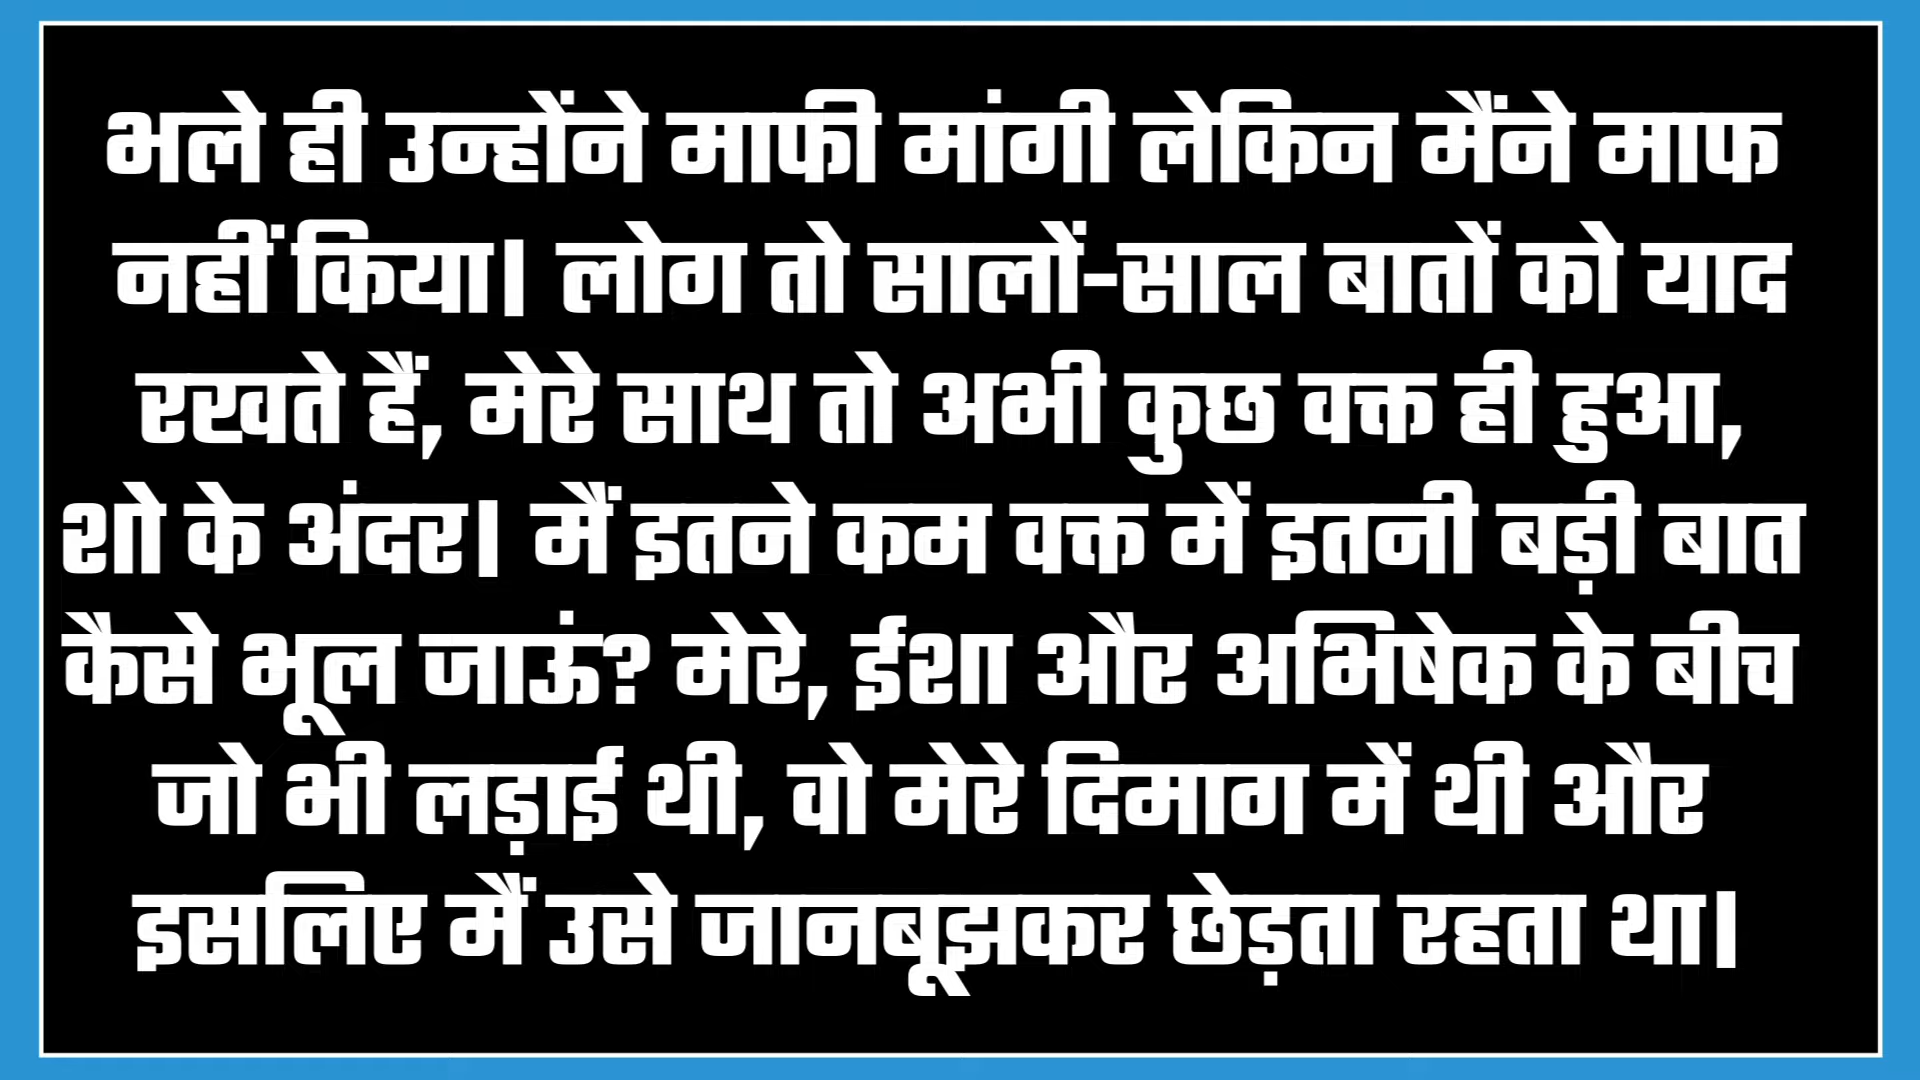 भले ही उन्होंने माफी मांगी लेकिन मैंने माफ
नहीं किया। लोग तो सालों-साल बातों को याद
रखते हैं, मेरे साथ तो अभी कुछ वक्त ही हुआ,
शो के अंदर। मैं इतने कम वक्त में इतनी बड़ी बात
कैसे भूल जाऊं? मेरे, ईशा और अभिषेक के बीच
जो भी लड़ाई थी, वो मेरे दिमाग में थी और
इसलिए मैं उसे जानबूझकर छेड़ता रहता था।